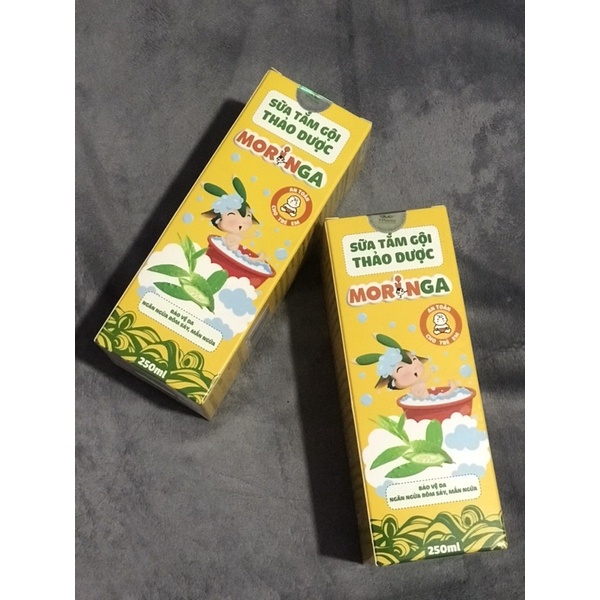 SỮA TẮM GỘI
THẢO DƯỢC
MORINGA
AN TOÀN
CHO TRẺ EM
BẢO VỆ DA
NGĂN NGỪA RÔM SẢY, MẨN NGỨA
250ml
SỮA TẮM GỘI
THẢO DƯỢC
MORINGA
AN TOÀN
CHO TRẺ EM
BẢO VỆ DA
NGĂN NGỪA RÔM SẢY, MẨN NGỨA
250ml